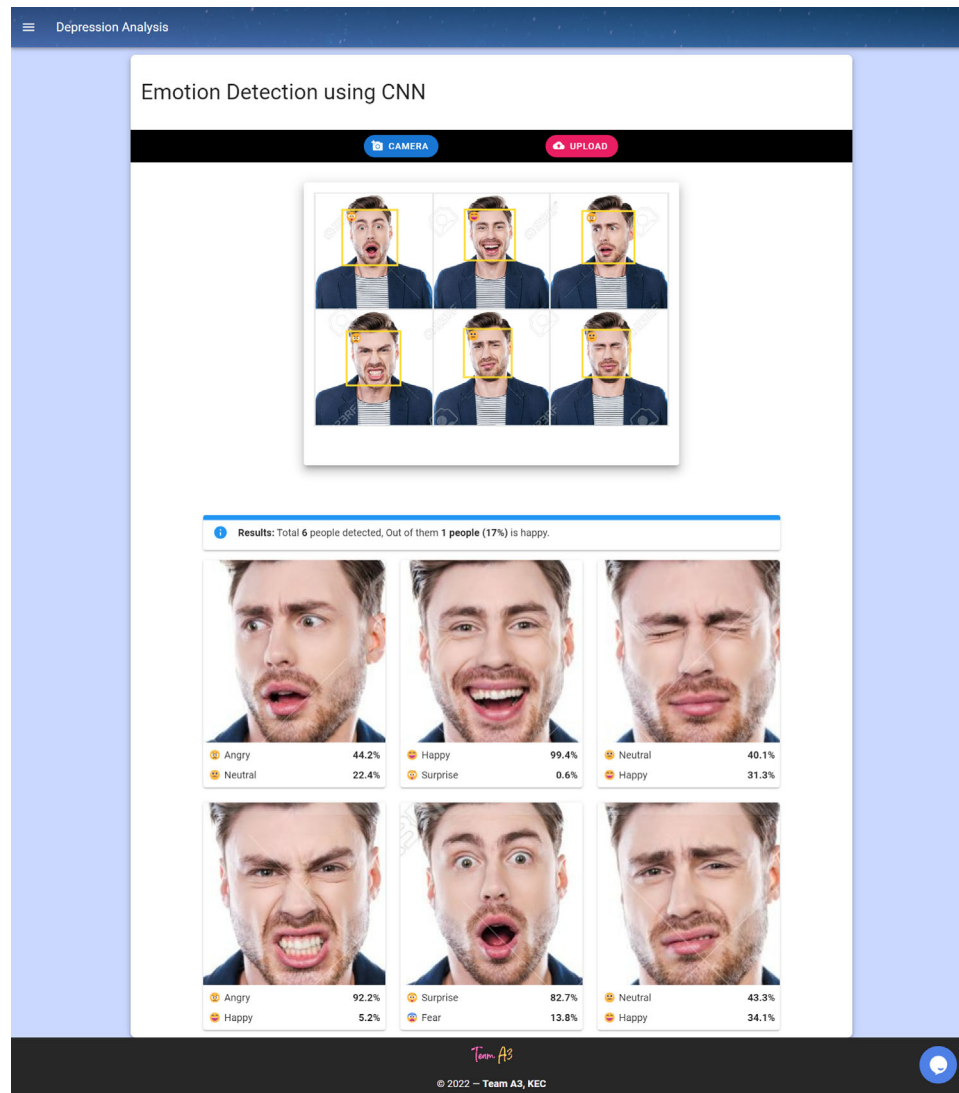 Depression Analysis
Emotion Detection using CNN
CAMERA
UPLOAD
123RF
Results: Total 6 people detected, Out of them 1 people (17%) is happy.
Angry 44.2%
Neutral 22.4%
Happy 99.4%
Surprise 0.6%
Neutral 40.1%
Happy 31.3%
Angry 92.2%
Happy 5.2%
Surprise 82.7%
Fear 13.8%
Neutral 43.3%
Happy 34.1%
Team A3
© 2022 — Team A3, KEC